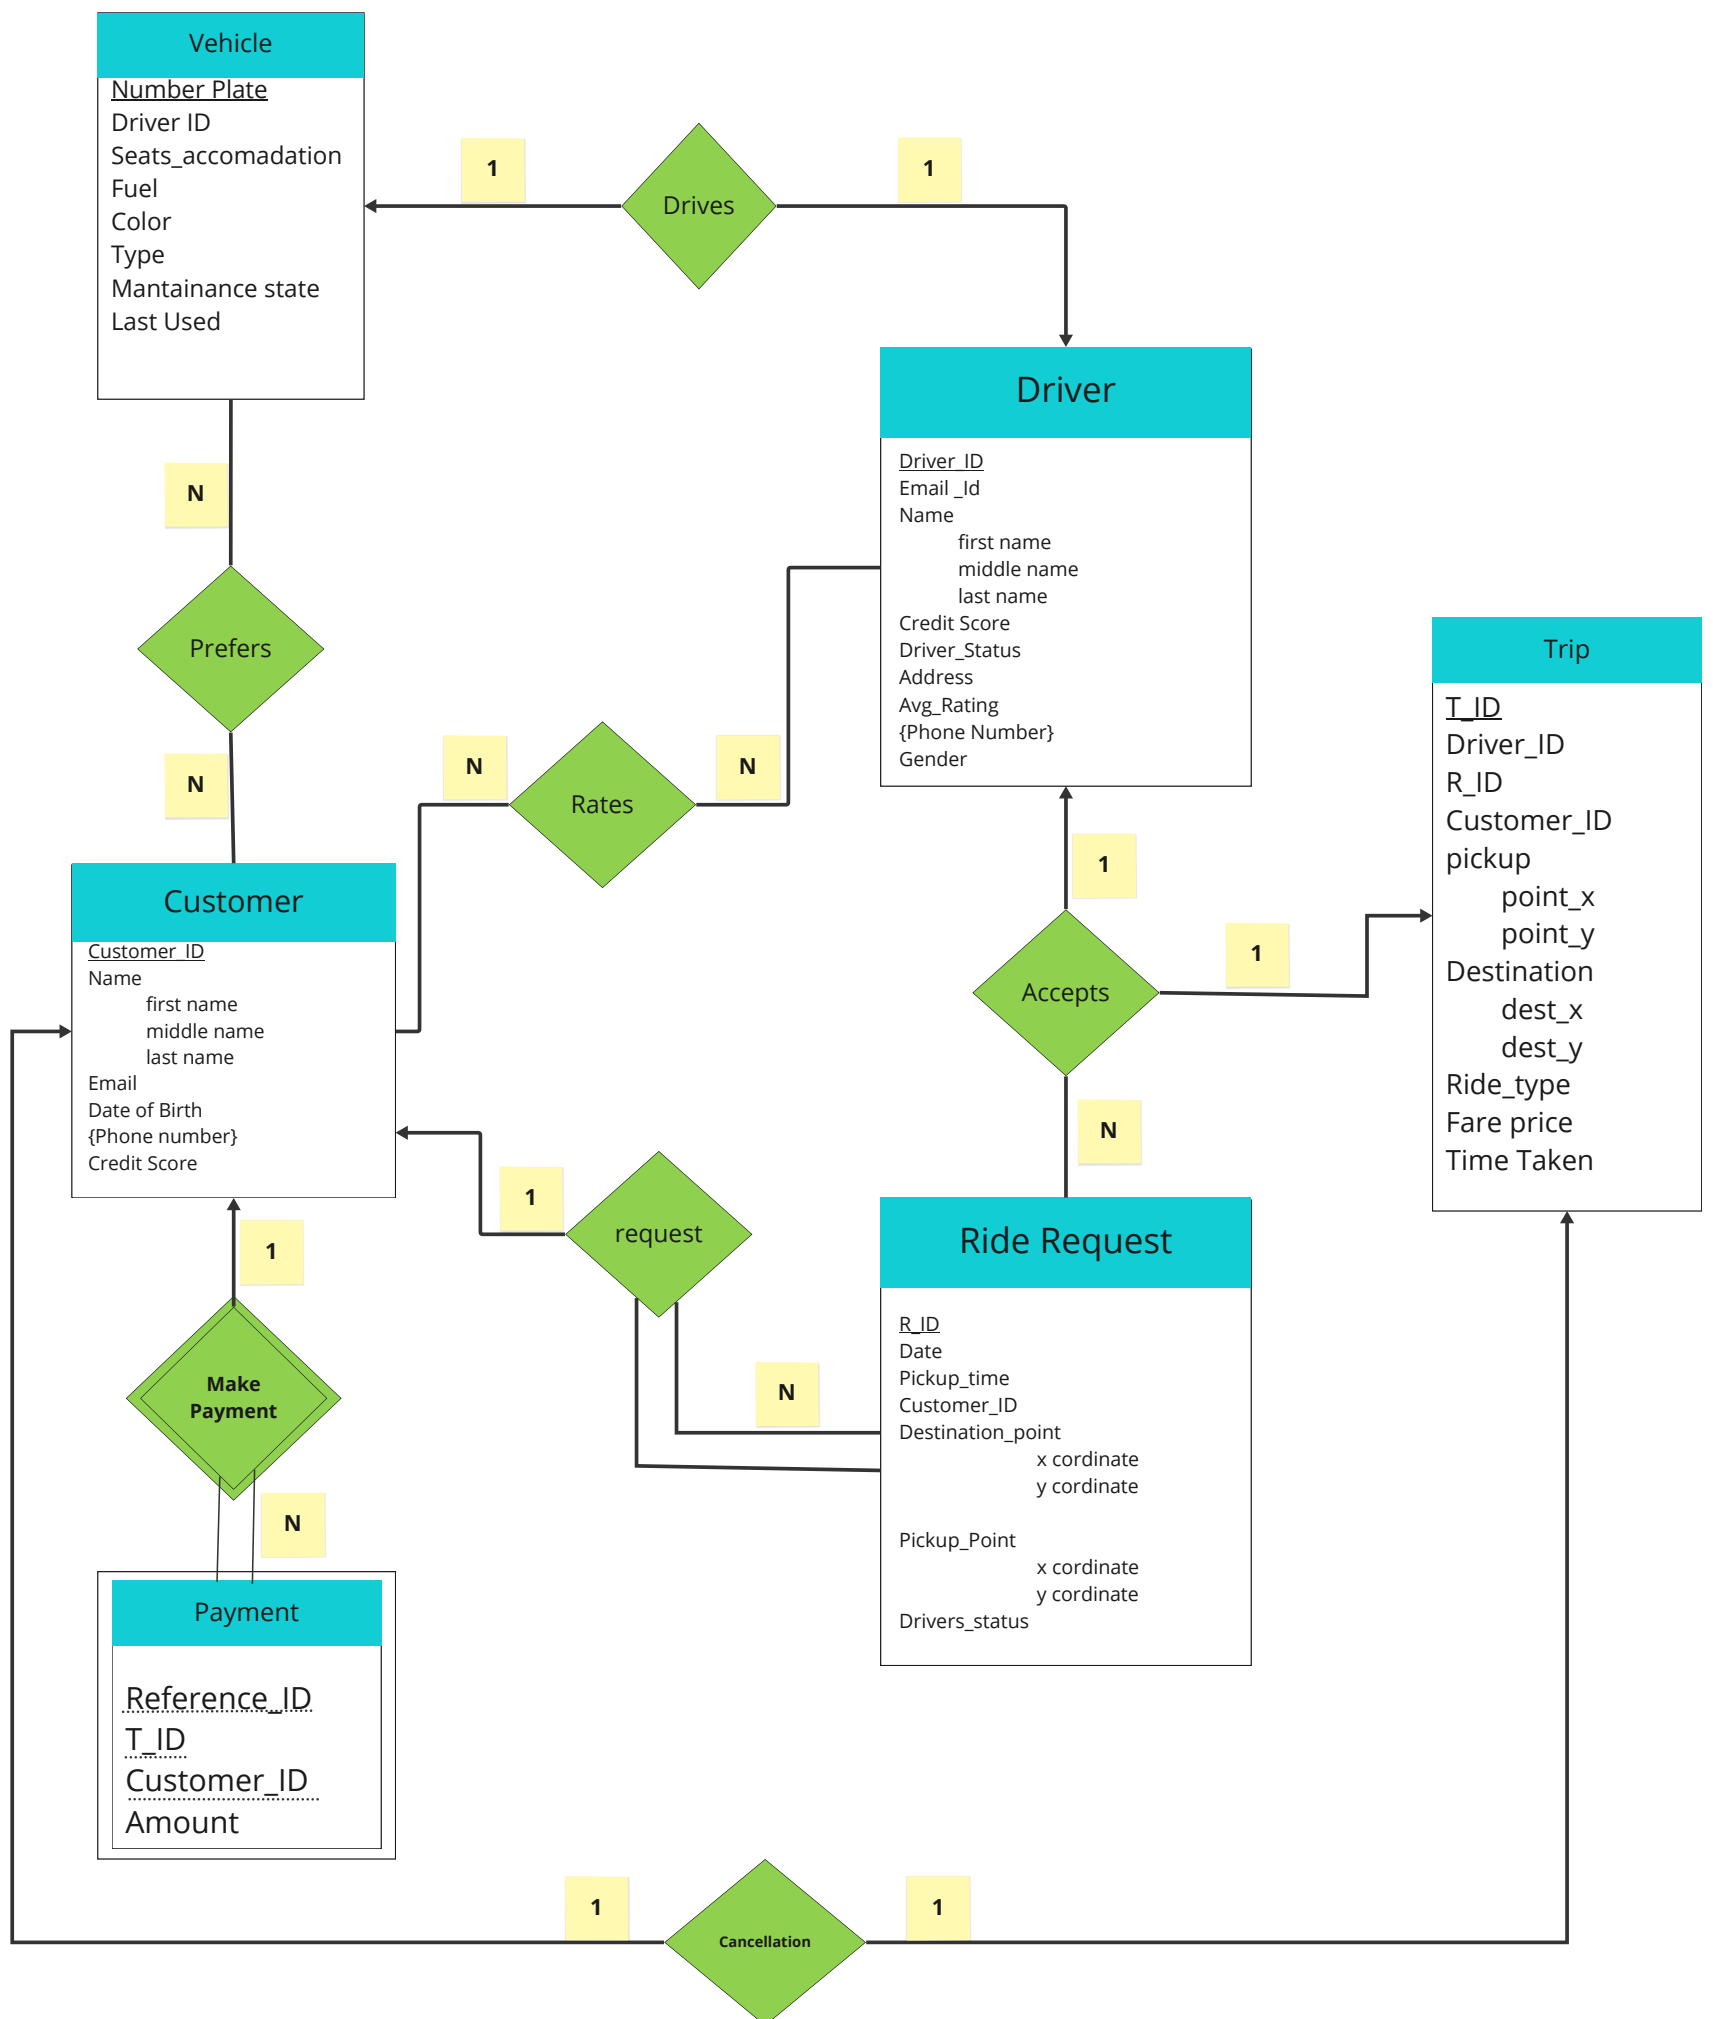 Vehicle
Number Plate
Driver ID
Seats_accomadation
Fuel
Color
Type
Mantainance state
Last Used
1
Drives
1
Driver
Driver_ID
Email _Id
Name
first name
middle name
last name
Credit Score
Driver_Status
Address
Avg_Rating
{Phone Number}
Gender
N
Prefers
N
N
Rates
N
Trip
T_ID
Driver_ID
R_ID
Customer_ID
pickup
point_x
point_y
Destination
dest_x
dest_y
Ride_type
Fare price
Time Taken
Customer
Customer_ID
Name
first name
middle name
last name
Email
Date of Birth
{Phone number}
Credit Score
1
Accepts
1
N
1
request
N
Ride Request
R_ID
Date
Pickup_time
Customer_ID
Destination_point
x cordinate
y cordinate
Pickup_Point
x cordinate
y cordinate
Drivers_status
1
Make
Payment
N
Payment
Reference_ID
T_ID
Customer_ID
Amount
1
Cancellation
1